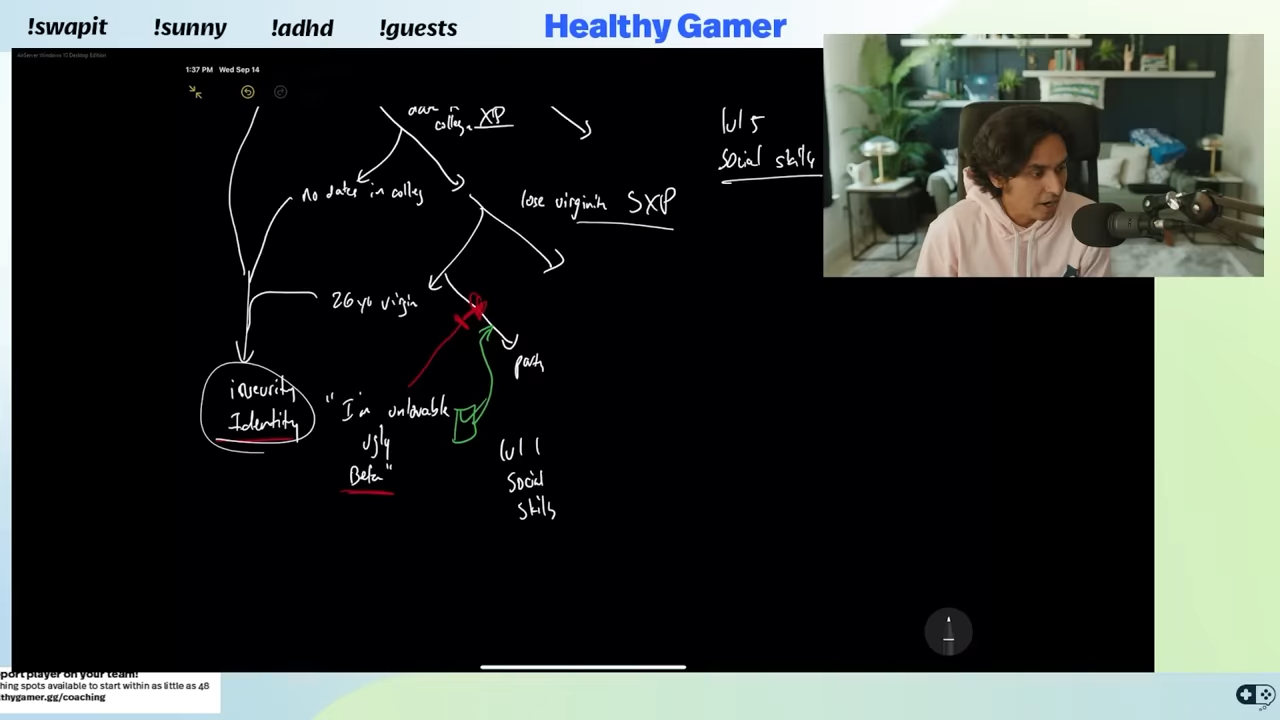 !swapit !sunny !adhd !guests Healthy Gamer
1:37 PM Wed Sep 14
college XP
lvl 5
social skills
no dates in colleg
lose virginity SXP
26 yo virgin
party
insecurity
Identity
"I'm unlovable
ugly
Beta"
lvl 1
social
skills
port player on your team!
hing spots available to start within as little as 48
thygamer.gg/coaching